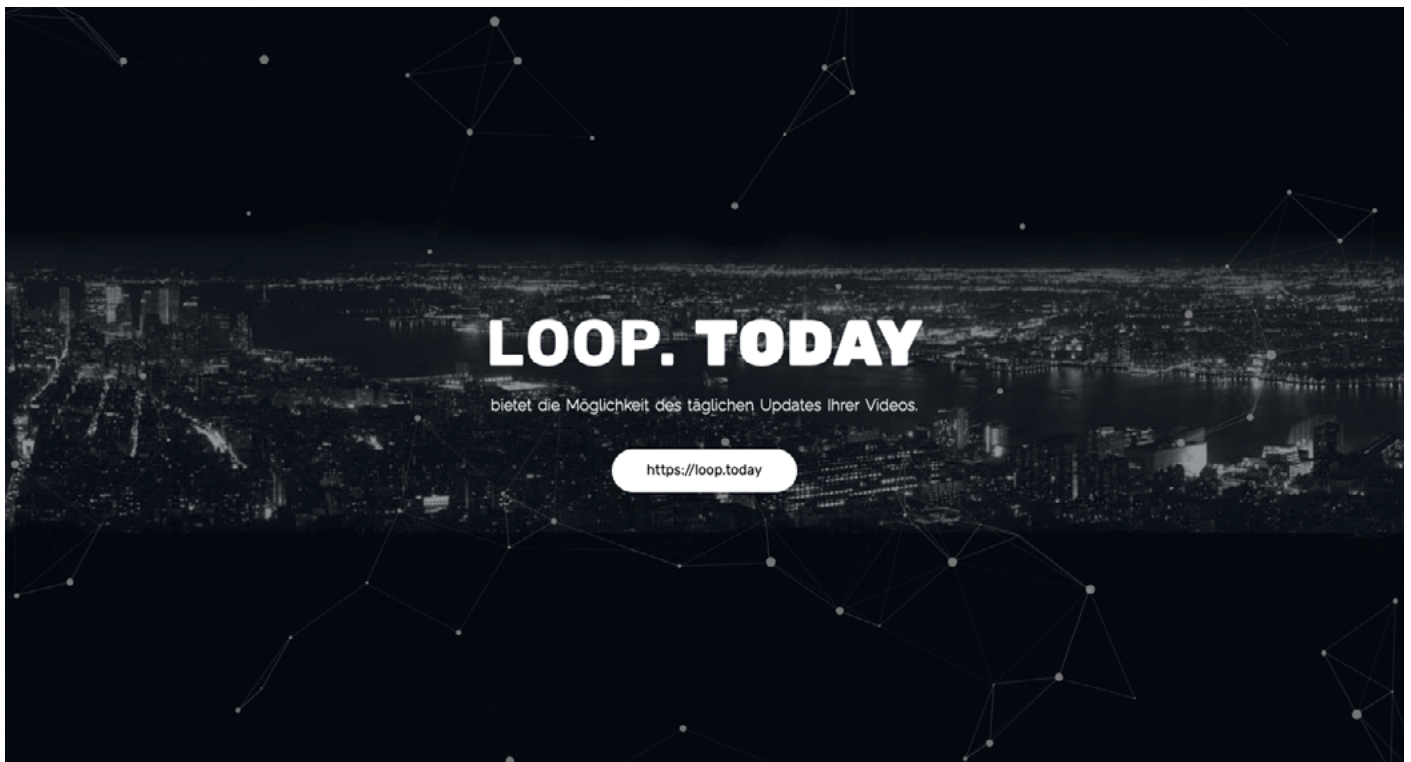 LOOP. TODAY
bietet die Möglichkeit des täglichen Updates Ihrer Videos.
https://loop.today